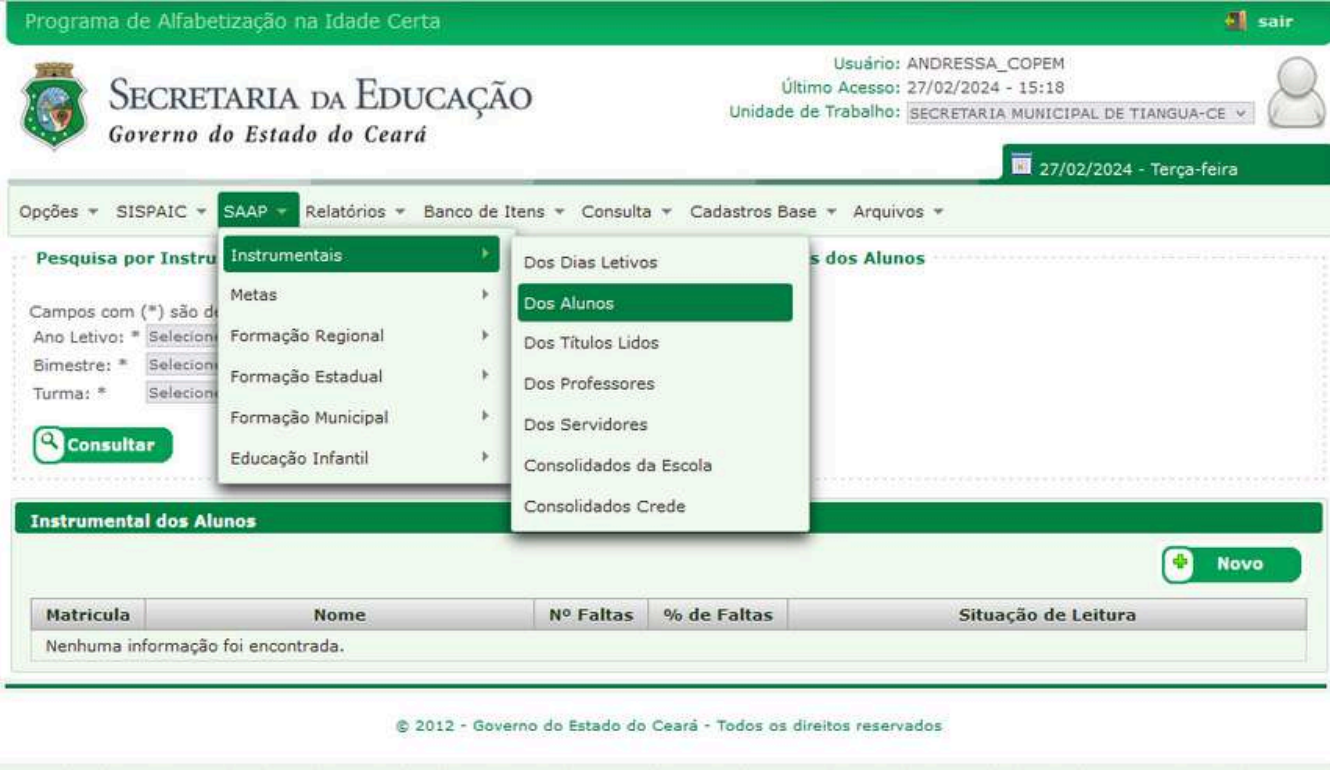 Programa de Alfabetização na Idade Certa
sair
SECRETARIA DA EDUCAÇÃO
Governo do Estado do Ceará
Usuário: ANDRESSA_COPEM
Último Acesso: 27/02/2024 - 15:18
Unidade de Trabalho: SECRETARIA MUNICIPAL DE TIANGUA-CE
27/02/2024 - Terça-feira
Opções SISPAIC SAAP Relatórios Banco de Itens Consulta Cadastros Base Arquivos
Pesquisa por Instru
s dos Alunos
Campos com (*) são d
Ano Letivo: * Selecion
Bimestre: * Selecion
Turma: * Selecion
Consultar
Instrumentais
Metas
Formação Regional
Formação Estadual
Formação Municipal
Educação Infantil
Dos Dias Letivos
Dos Alunos
Dos Títulos Lidos
Dos Professores
Dos Servidores
Consolidados da Escola
Consolidados Crede
Instrumental dos Alunos
Novo
Matricula Nome Nº Faltas % de Faltas Situação de Leitura
Nenhuma informação foi encontrada.
© 2012 - Governo do Estado do Ceará - Todos os direitos reservados